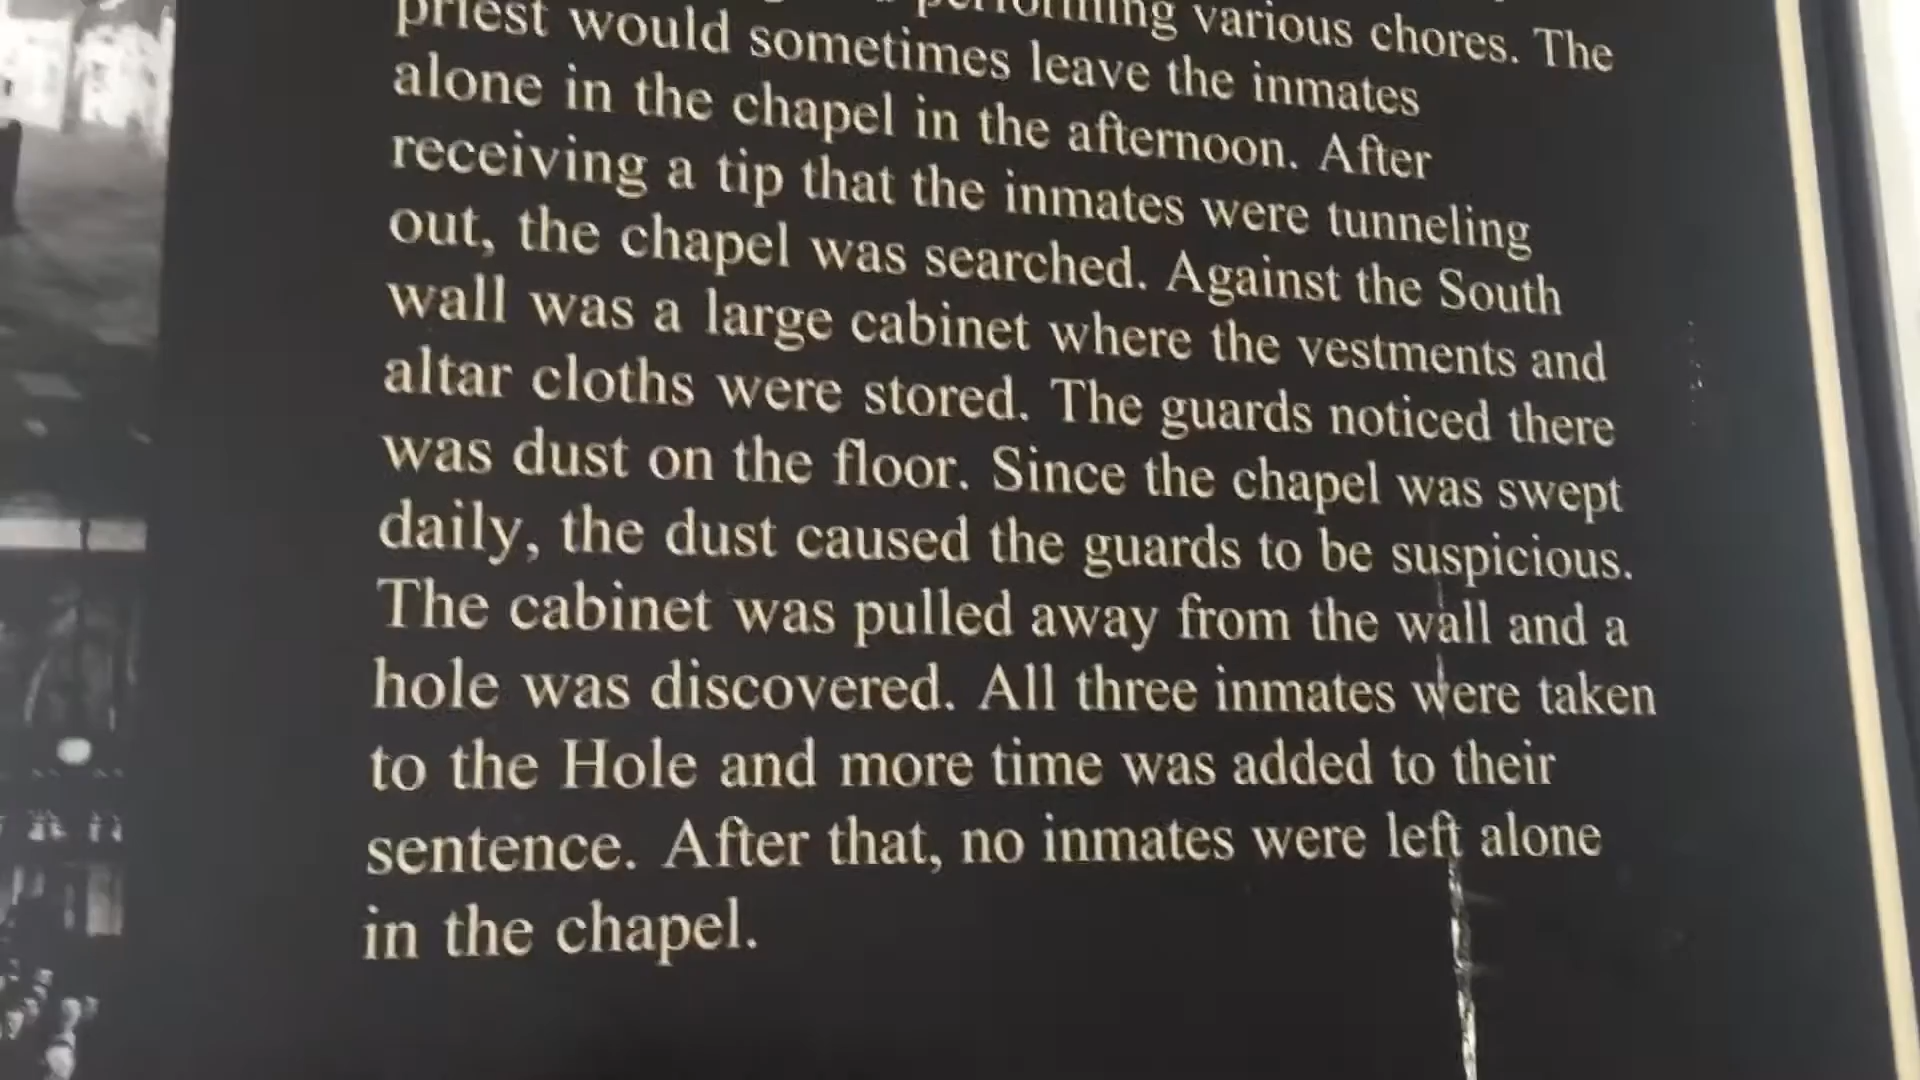 performing various chores. The
priest would sometimes leave the inmates
alone in the chapel in the afternoon. After
receiving a tip that the inmates were tunneling
out, the chapel was searched. Against the South
wall was a large cabinet where the vestments and
altar cloths were stored. The guards noticed there
was dust on the floor. Since the chapel was swept
daily, the dust caused the guards to be suspicious.
The cabinet was pulled away from the wall and a
hole was discovered. All three inmates were taken
to the Hole and more time was added to their
sentence. After that, no inmates were left alone
in the chapel.